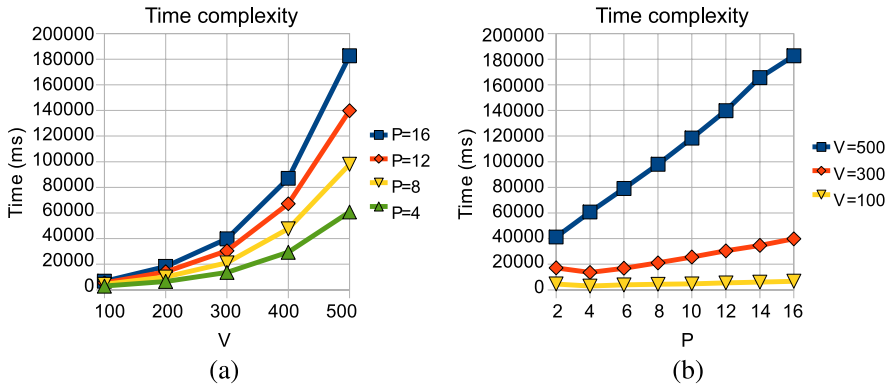 Time complexity
200000
180000
160000
140000
120000
100000
80000
60000
40000
20000
0
Time (ms)
100 200 300 400 500
V
P=16
P=12
P=8
P=4
(a)
Time complexity
200000
180000
160000
140000
120000
100000
80000
60000
40000
20000
0
Time (ms)
2 4 6 8 10 12 14 16
P
V=500
V=300
V=100
(b)